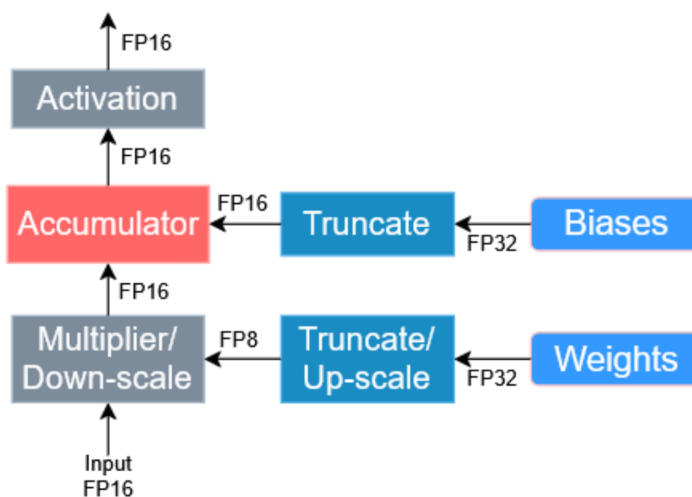 FP16
Activation
FP16
Accumulator
FP16
Truncate
FP32
Biases
FP16
Multiplier/
Down-scale
FP8
Truncate/
Up-scale
FP32
Weights
Input
FP16